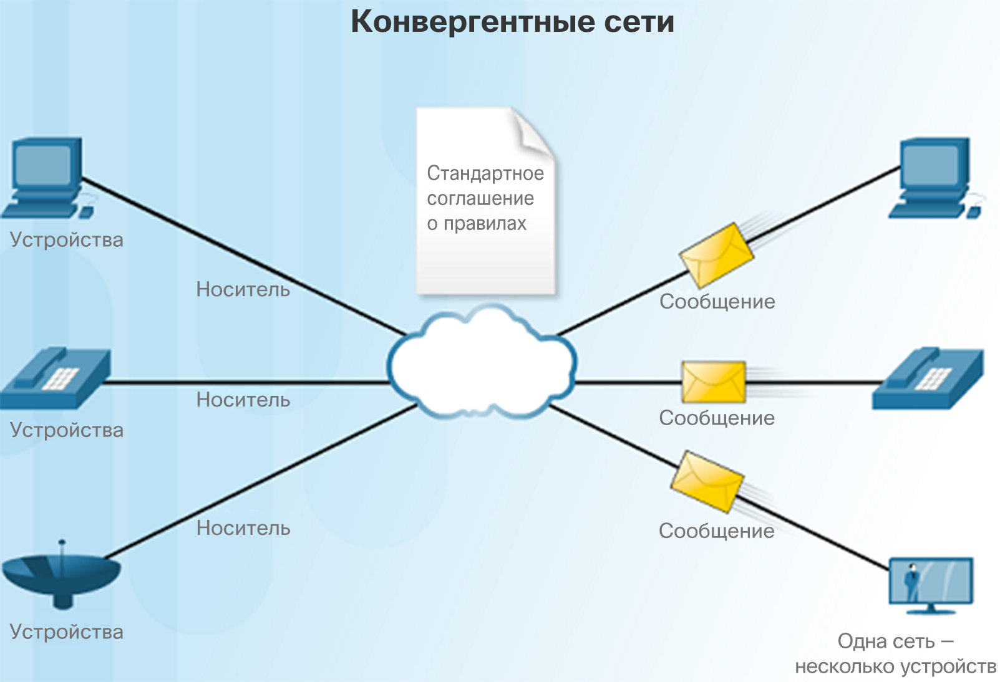 Конвергентные сети
Стандартное
соглашение
о правилах
Устройства
Носитель
Сообщение
Носитель
Сообщение
Устройства
Носитель
Сообщение
Устройства
Одна сеть –
несколько устройств